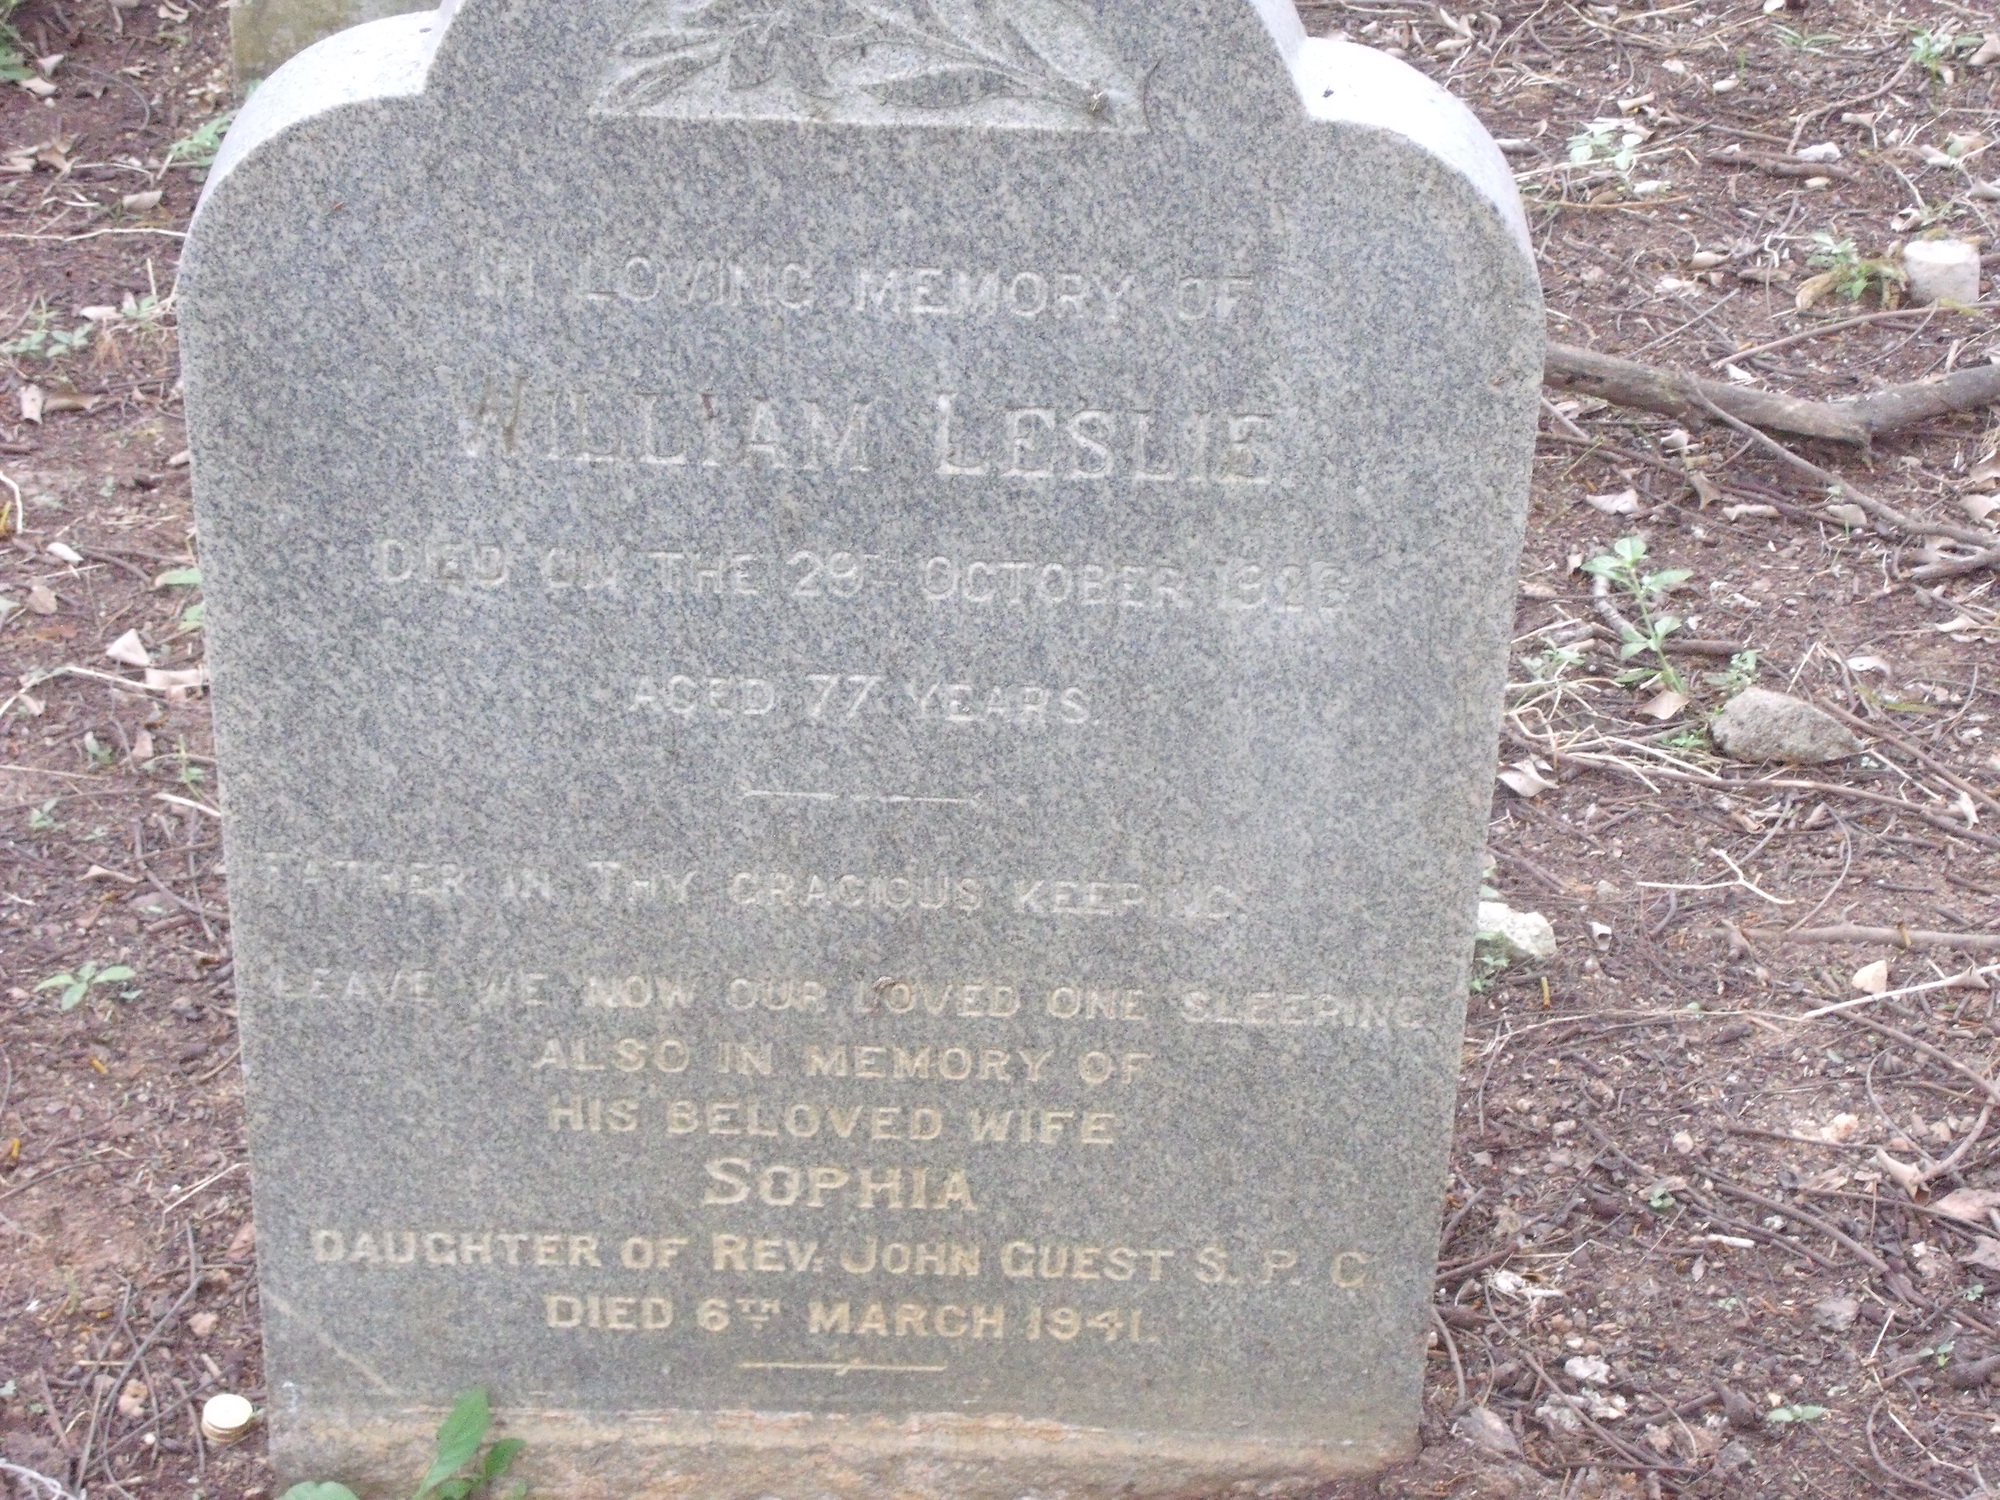 IN LOVING MEMORY OF
WILLIAM LESLIE.
DIED ON THE 29TH OCTOBER
AGED 77 YEARS.
FATHER IN THY GRACIOUS KEEPING.
LEAVE WE NOW OUR LOVED ONE SLEEPING
ALSO IN MEMORY OF
HIS BELOVED WIFE
SOPHIA
DAUGHTER OF REV. JOHN GUEST S. P. G.
DIED 6TH MARCH 1941.